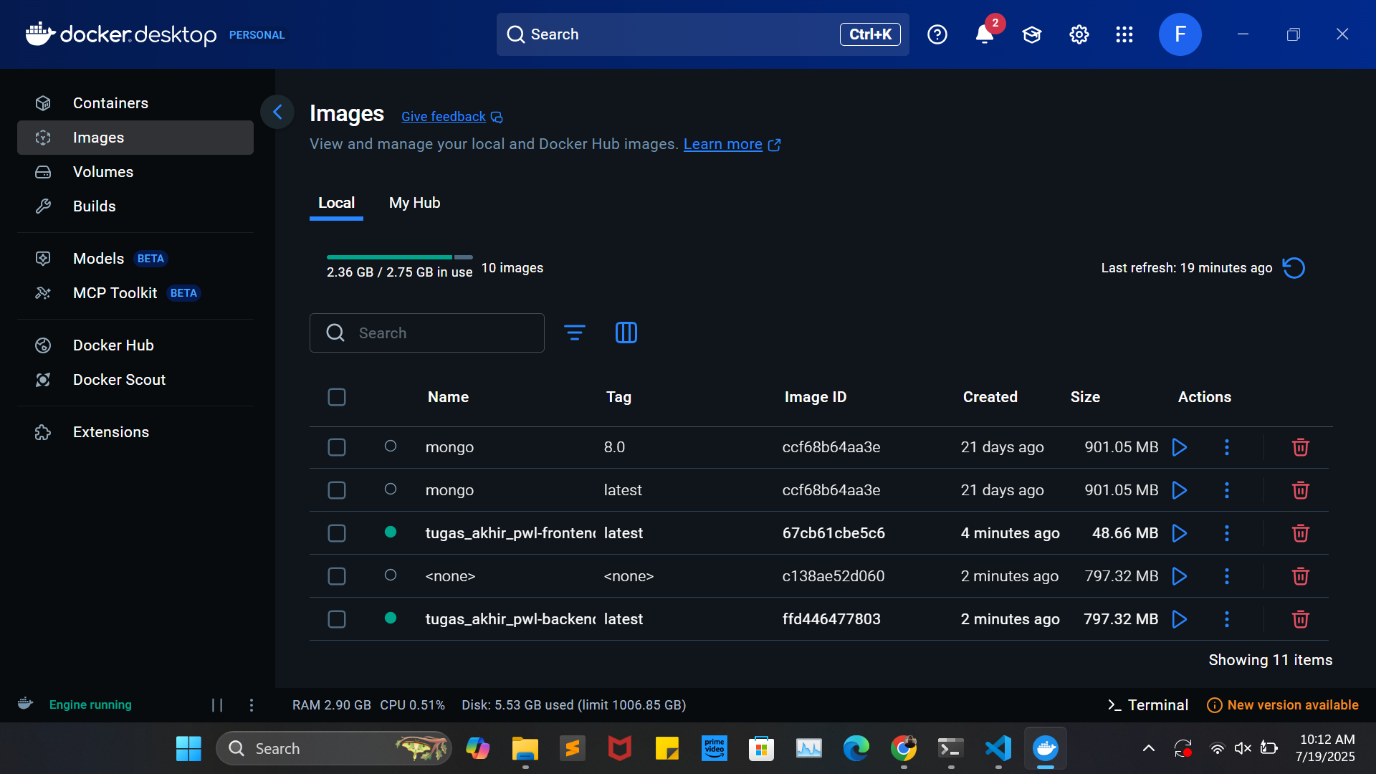 docker.desktop PERSONAL
Search Ctrl+K
2
F
Containers
Images
Volumes
Builds
Models BETA
MCP Toolkit BETA
Docker Hub
Docker Scout
Extensions
Images Give feedback
View and manage your local and Docker Hub images. Learn more
Local My Hub
2.36 GB / 2.75 GB in use 10 images
Last refresh: 19 minutes ago
Search
Name Tag Image ID Created Size Actions
mongo 8.0 ccf68b64aa3e 21 days ago 901.05 MB
mongo latest ccf68b64aa3e 21 days ago 901.05 MB
tugas_akhir_pwl-frontend latest 67cb61cbe5c6 4 minutes ago 48.66 MB
<none> <none> c138ae52d060 2 minutes ago 797.32 MB
tugas_akhir_pwl-backend latest ffd446477803 2 minutes ago 797.32 MB
Showing 11 items
Engine running RAM 2.90 GB CPU 0.51% Disk: 5.53 GB used (limit 1006.85 GB) Terminal New version available
Search
prime video
10:12 AM
7/19/2025